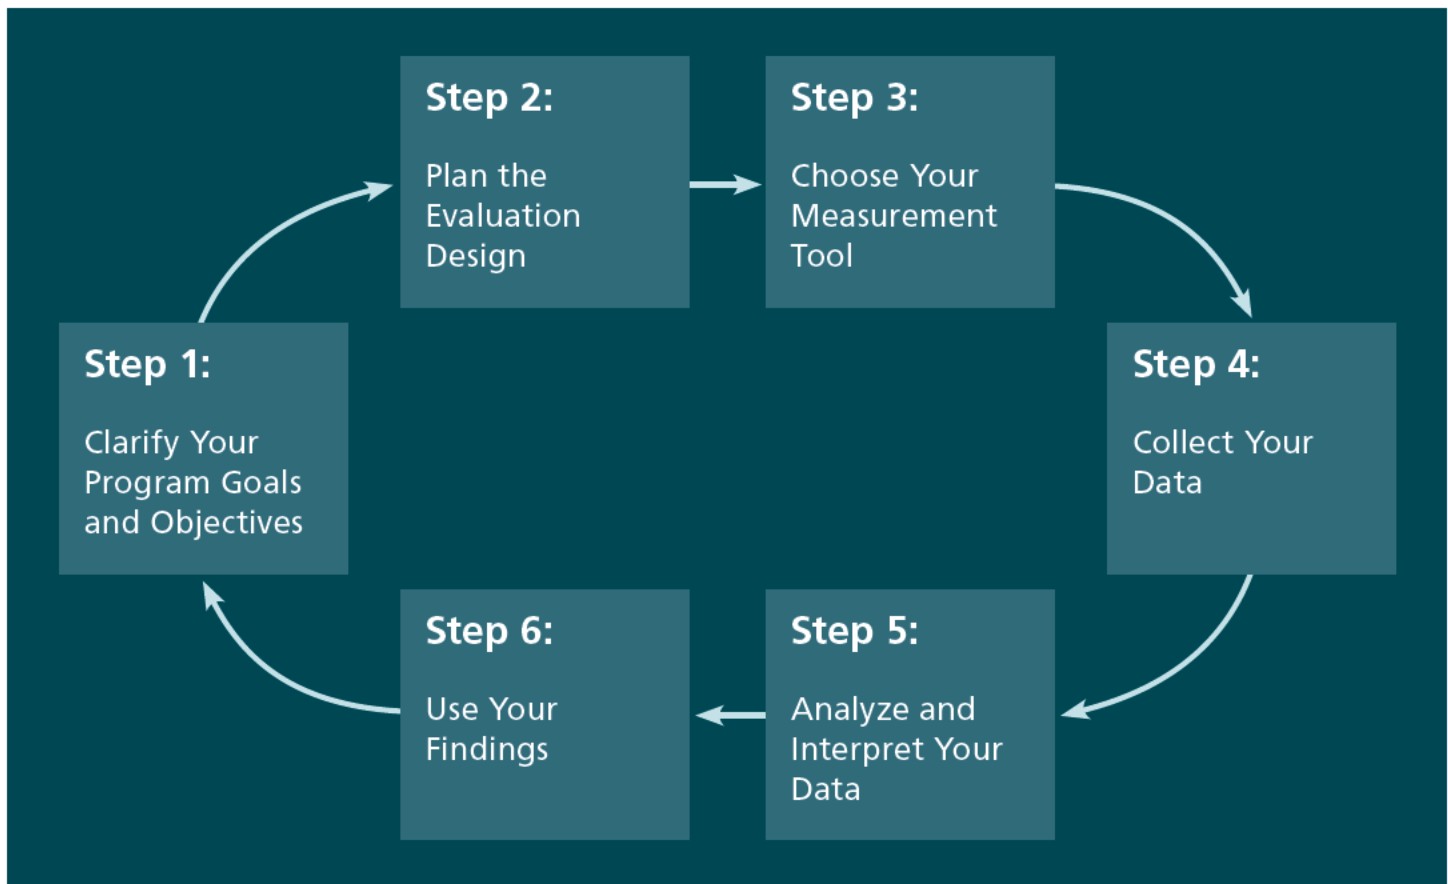 Step 1:
Clarify Your
Program Goals
and Objectives
Step 2:
Plan the
Evaluation
Design
Step 3:
Choose Your
Measurement
Tool
Step 4:
Collect Your
Data
Step 5:
Analyze and
Interpret Your
Data
Step 6:
Use Your
Findings